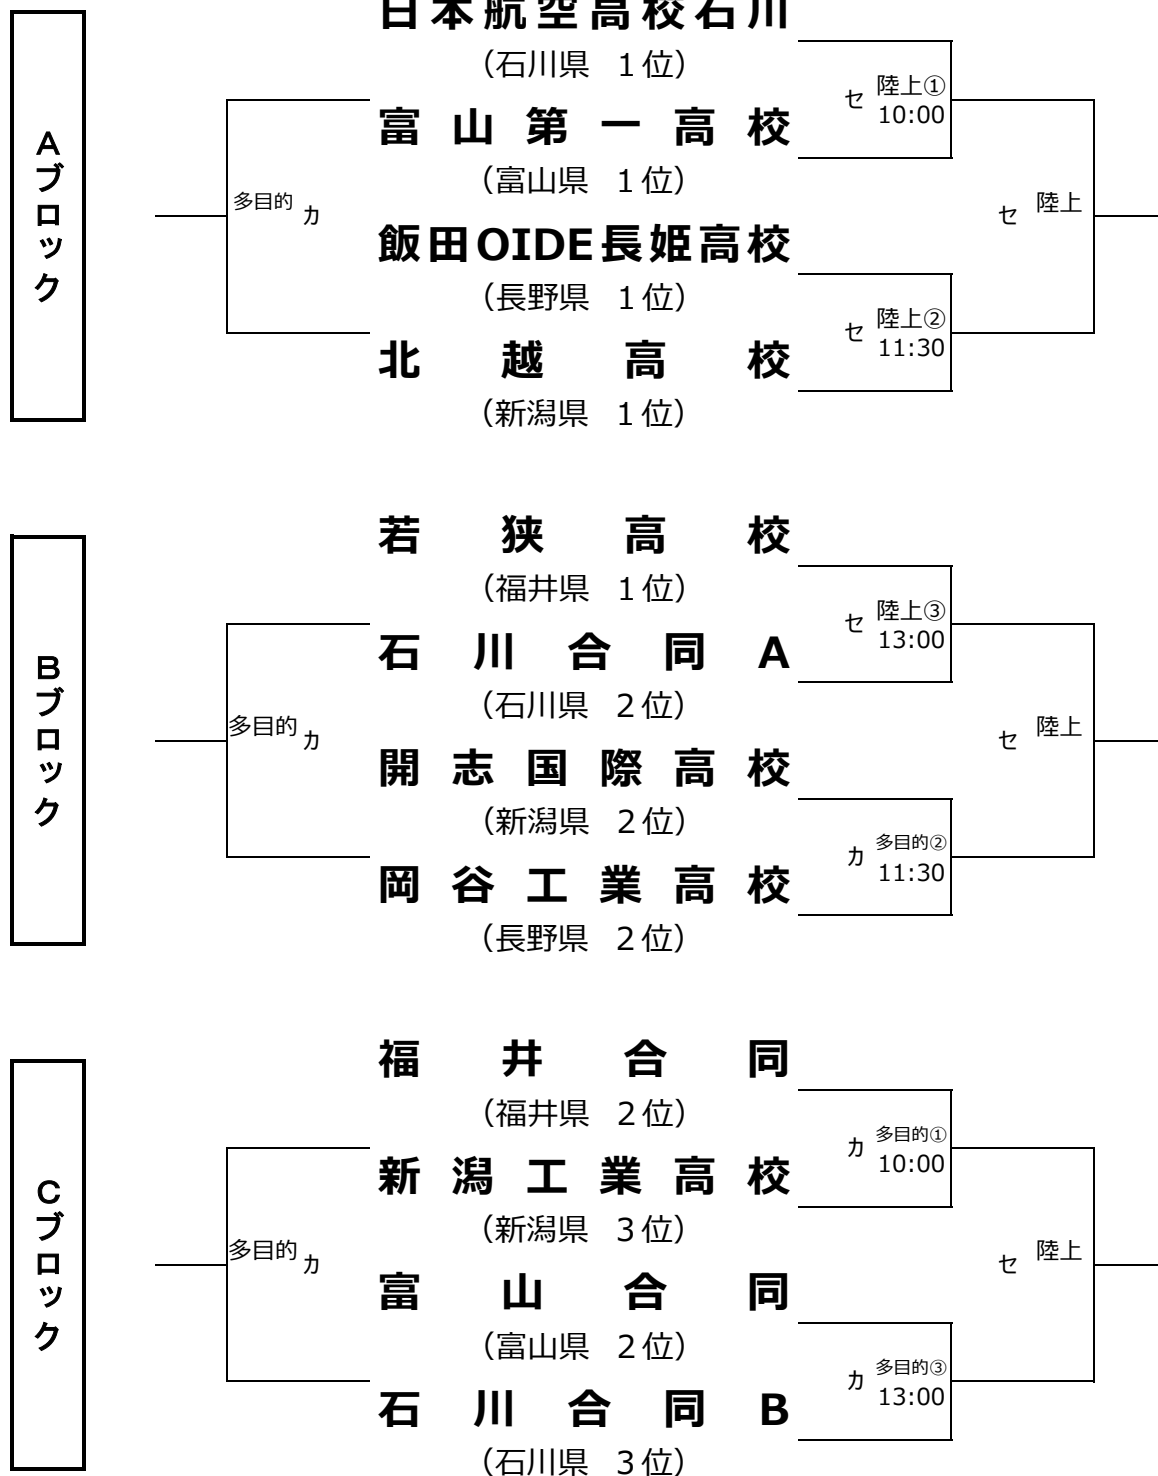 Aブロック
日本航空高校石川
(石川県 1位)
セ 陸上①
10:00
富山第一高校
(富山県 1位)
多目的 カ
セ 陸上
飯田OIDE長姫高校
(長野県 1位)
セ 陸上②
11:30
北越高校
(新潟県 1位)
Bブロック
若狭高校
(福井県 1位)
セ 陸上③
13:00
石川合同A
(石川県 2位)
多目的 カ
セ 陸上
開志国際高校
(新潟県 2位)
カ 多目的②
11:30
岡谷工業高校
(長野県 2位)
Cブロック
福井合同
(福井県 2位)
カ 多目的①
10:00
新潟工業高校
(新潟県 3位)
多目的 カ
セ 陸上
富山合同
(富山県 2位)
カ 多目的③
13:00
石川合同B
(石川県 3位)